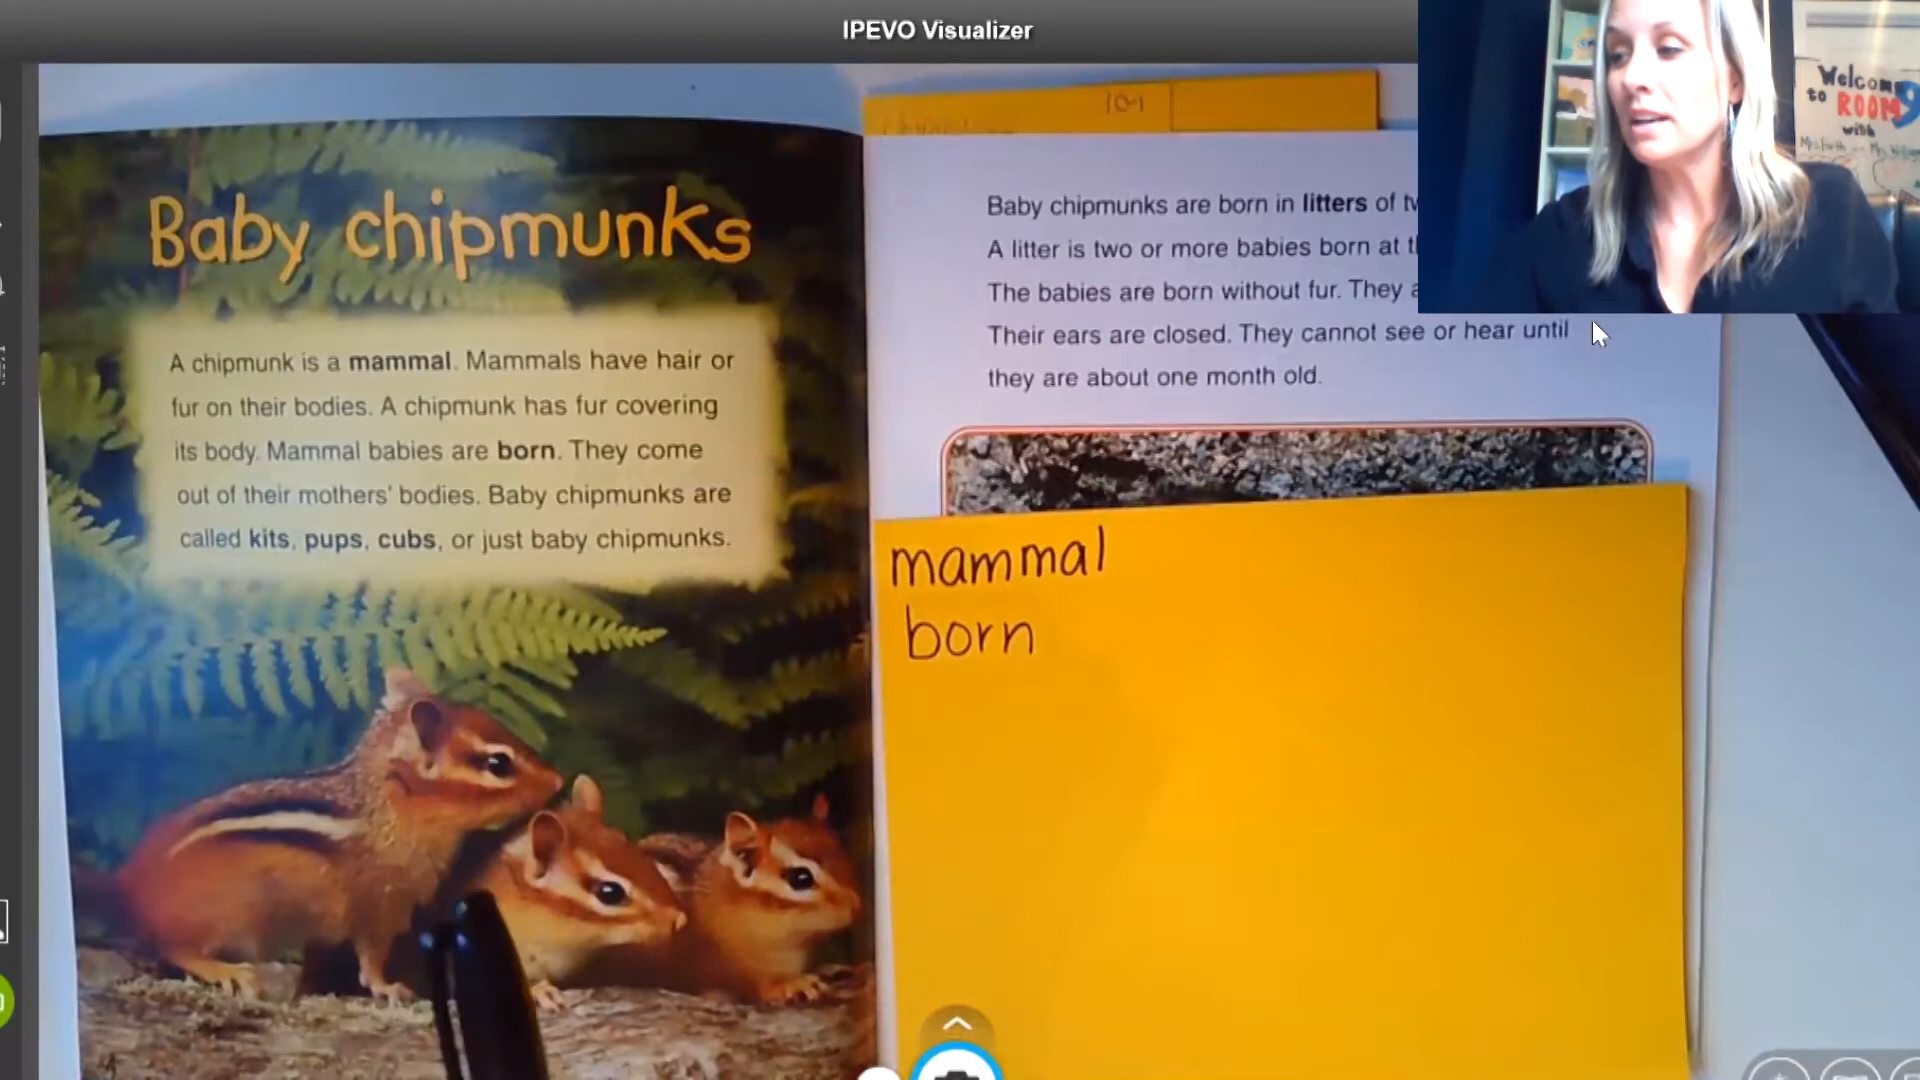 IPEVO Visualizer
Baby chipmunks
A chipmunk is a mammal. Mammals have hair or
fur on their bodies. A chipmunk has fur covering
its body. Mammal babies are born. They come
out of their mothers' bodies. Baby chipmunks are
called kits, pups, cubs, or just baby chipmunks.
Baby chipmunks are born in litters of
A litter is two or more babies born at
The babies are born without fur. They
Their ears are closed. They cannot see or hear until
they are about one month old.
mammal
born
Welcome
to ROOM 9
with